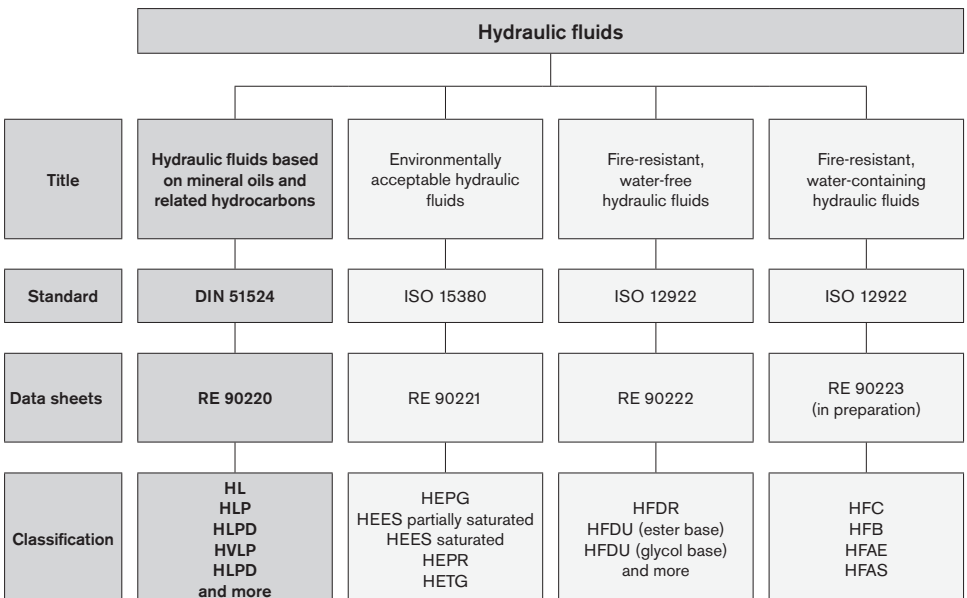 Hydraulic fluids
Title
Hydraulic fluids based
on mineral oils and
related hydrocarbons
Environmentally
acceptable hydraulic
fluids
Fire-resistant,
water-free
hydraulic fluids
Fire-resistant,
water-containing
hydraulic fluids
Standard
DIN 51524
ISO 15380
ISO 12922
ISO 12922
Data sheets
RE 90220
RE 90221
RE 90222
RE 90223
(in preparation)
Classification
HL
HLP
HLPD
HVLP
HLPD
and more
HEPG
HEES partially saturated
HEES saturated
HEPR
HETG
HFDR
HFDU (ester base)
HFDU (glycol base)
and more
HFC
HFB
HFAE
HFAS